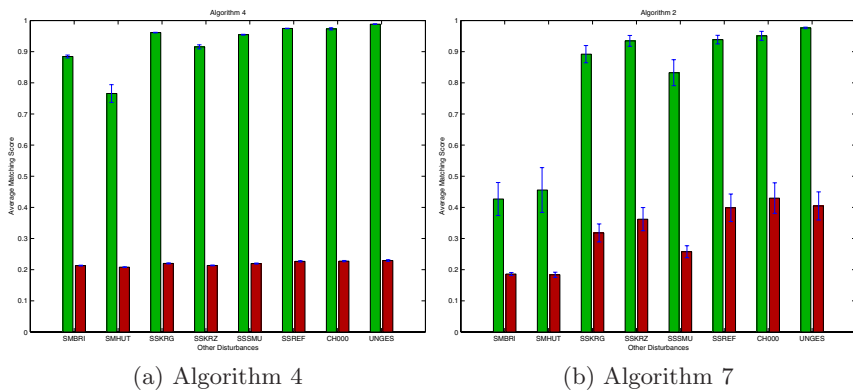 Algorithm 4
1
0.9
0.8
0.7
0.6
0.5
0.4
0.3
0.2
0.1
0
Average Matching Score
SMBRI SMHUT SSKRG SSKRZ SSSMU SSREF CH000 UNGES
Other Disturbances
(a) Algorithm 4
Algorithm 2
1
0.9
0.8
0.7
0.6
0.5
0.4
0.3
0.2
0.1
0
Average Matching Score
SMBRI SMHUT SSKRG SSKRZ SSSMU SSREF CH000 UNGES
Other Disturbances
(b) Algorithm 7